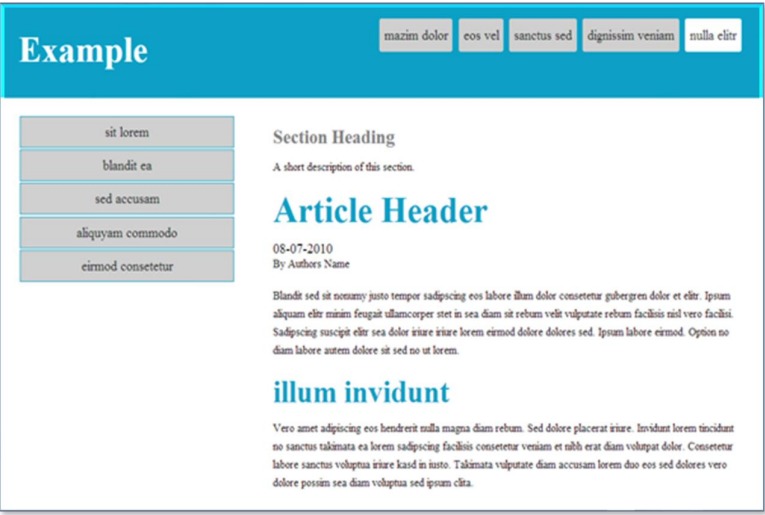 Example
mazim dolor
eos vel
sanctus sed
dignissim veniam
nulla elitr
sit lorem
blandit ea
sed accusam
aliquyam commodo
eirmod consetetur
Section Heading
A short description of this section.
Article Header
08-07-2010
By Authors Name
Blandit sed sit nonumy justo tempor sadipscing eos labore illum dolor consetetur gubergren dolor et elitr. Ipsum
aliquam elitr minim feugait ullamcorper stet in sea diam sit rebum velit vulputate rebum facilisis nisl vero facilisi.
Sadipscing suscipit elitr sea dolor iriure iriure lorem eirmod dolore dolores sed. Ipsum labore eirmod. Option no
diam labore autem dolore sit sed no ut lorem.
illum invidunt
Vero amet adipiscing eos hendrerit nulla magna diam rebum. Sed dolore placerat iriure. Invidunt lorem tincidunt
no sanctus takimata ea lorem sadipscing facilisis consetetur veniam et nibh erat diam volutpat dolor. Consetetur
labore sanctus voluptua iriure kasd in iusto. Takimata vulputate diam accusam lorem duo eos sed dolores vero
dolore possim sea diam voluptua sed ipsum clita.